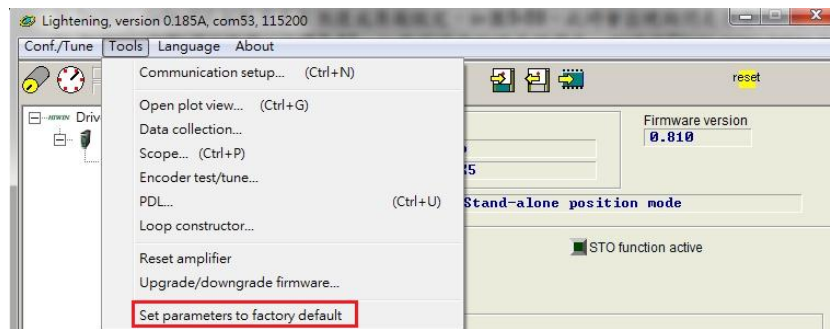 Lightening, version 0.185A, com53, 115200
Conf./Tune Tools Language About
Communication setup... (Ctrl+N)
reset
Open plot view... (Ctrl+G)
HIWIN Driv
Firmware version
Data collection...
0.810
Scope... (Ctrl+P)
Encoder test/tune...
PDL... (Ctrl+U)
Stand-alone position mode
Loop constructor...
STO function active
Reset amplifier
Upgrade/downgrade firmware...
Set parameters to factory default